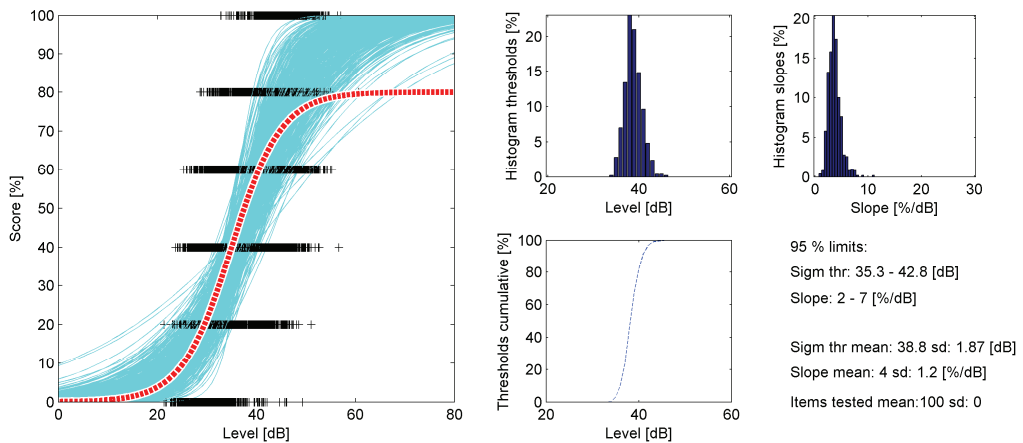 100
90
80
70
60
50
40
30
20
10
0
Score [%]
0 20 40 60 80
Level [dB]
20
15
10
5
0
Histogram thresholds [%]
20 40 60
Level [dB]
20
15
10
5
0
Histogram slopes [%]
0 10 20 30
Slope [%/dB]
100
80
60
40
20
0
Thresholds cumulative [%]
20 40 60
Level [dB]
95 % limits:
Sigm thr: 35.3 - 42.8 [dB]
Slope: 2 - 7 [%/dB]
Sigm thr mean: 38.8 sd: 1.87 [dB]
Slope mean: 4 sd: 1.2 [%/dB]
Items tested mean:100 sd: 0